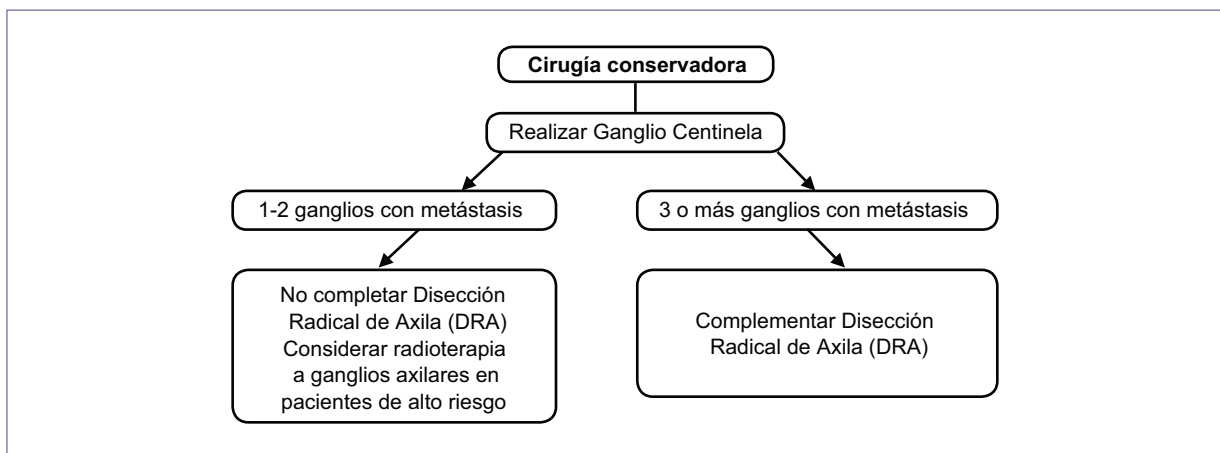 Cirugía conservadora
Realizar Ganglio Centinela
1-2 ganglios con metástasis
3 o más ganglios con metástasis
No completar Disección
Radical de Axila (DRA)
Considerar radioterapia
a ganglios axilares en
pacientes de alto riesgo
Complementar Disección
Radical de Axila (DRA)